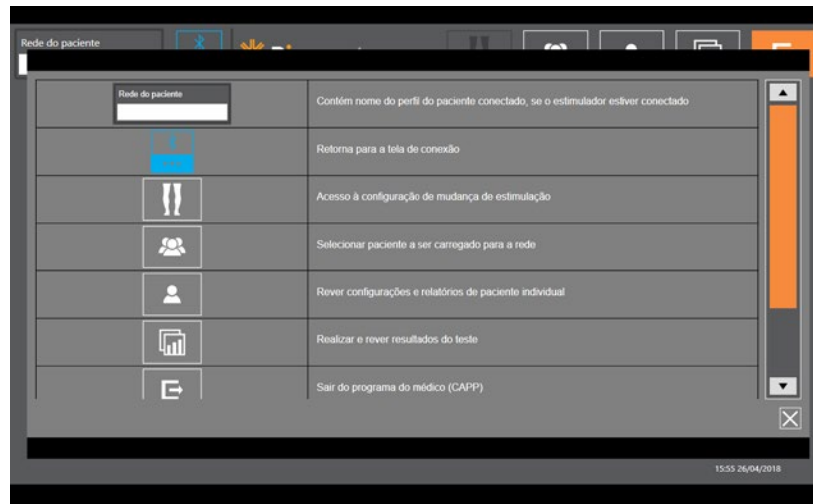 Rede do paciente
Rede do paciente
Contém nome do perfil do paciente conectado, se o estimulador estiver conectado
Retorna para a tela de conexão
Acesso à configuração de mudança de estimulação
Selecionar paciente a ser carregado para a rede
Rever configurações e relatórios de paciente individual
Realizar e rever resultados do teste
Sair do programa do médico (CAPP)
15:55 26/04/2018